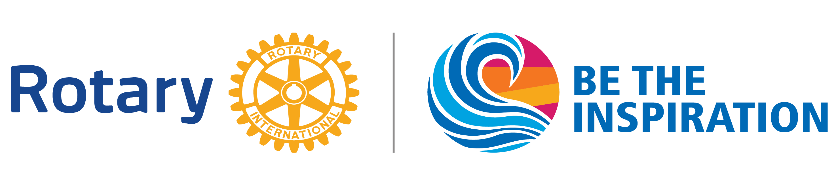 Rotary
ROTARY
INTERNATIONAL
BE THE
INSPIRATION